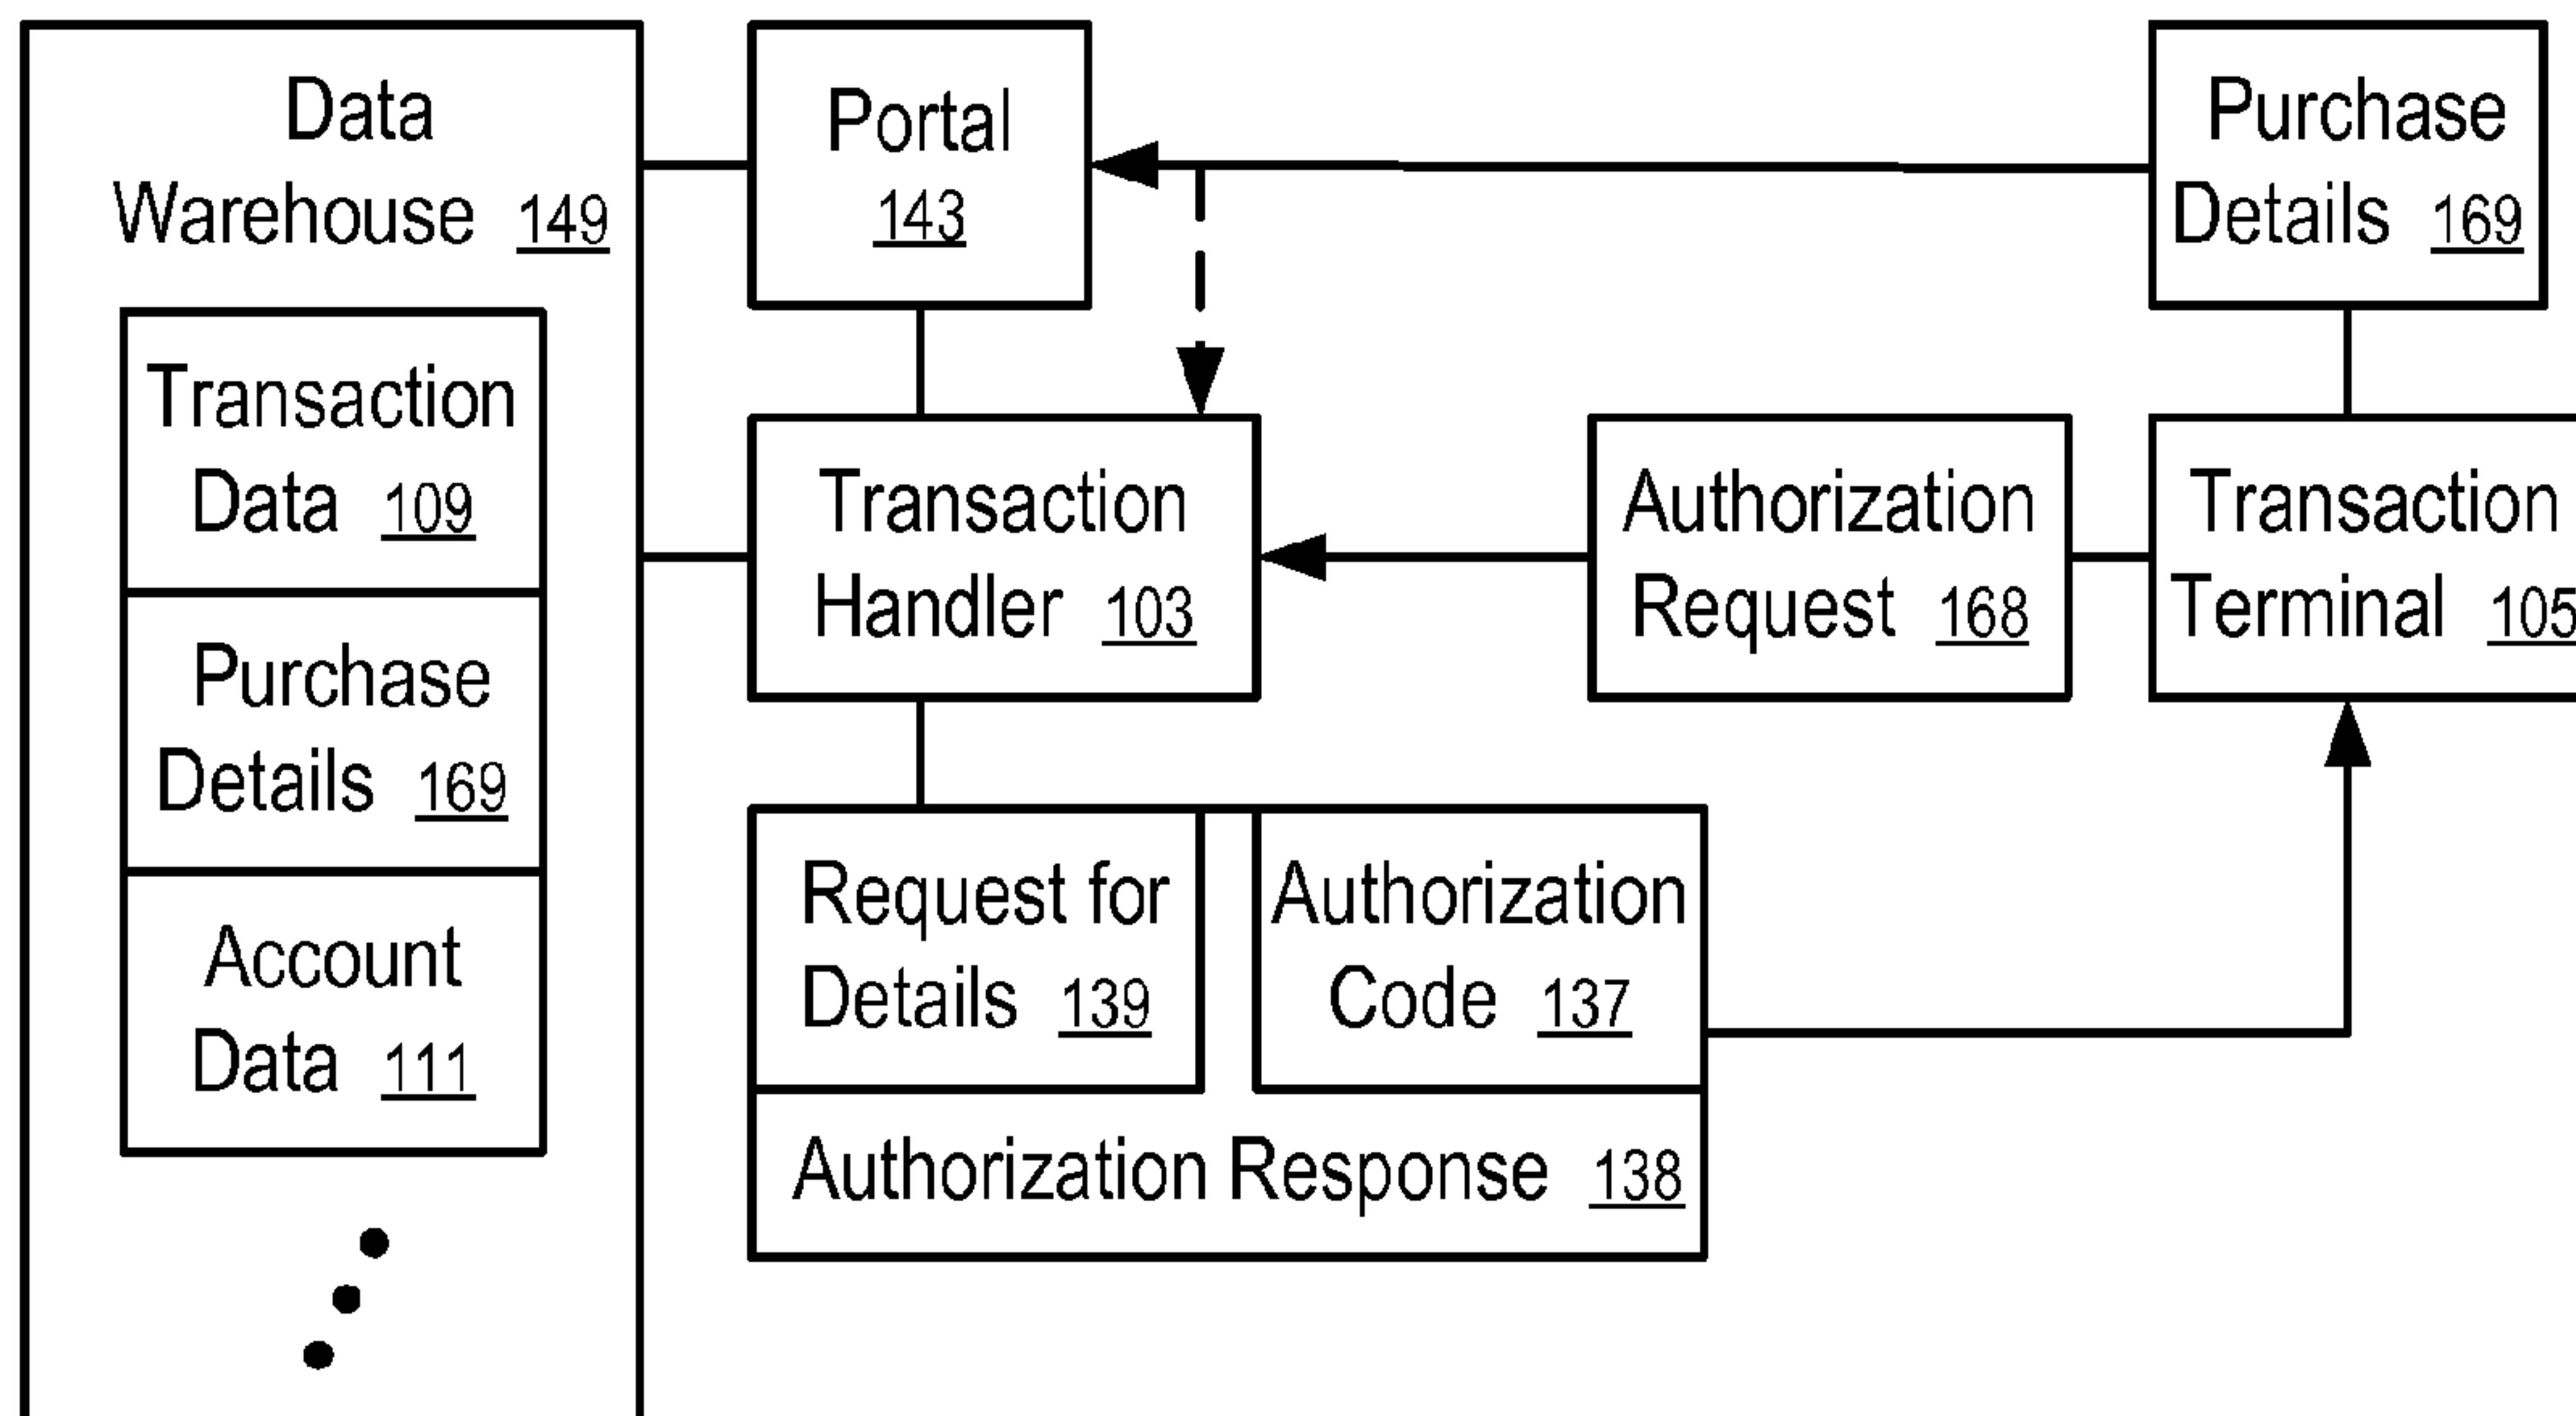 Data
Warehouse 149
Transaction
Data 109
Purchase
Details 169
Account
Data 111
Portal
143
Purchase
Details 169
Transaction
Handler 103
Authorization
Request 168
Transaction
Terminal 105
Request for
Details 139
Authorization
Code 137
Authorization Response 138